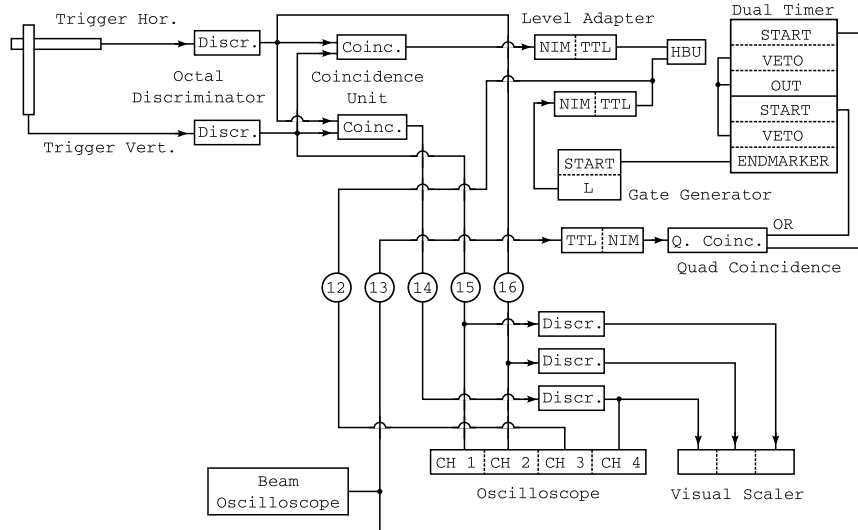 Trigger Hor.
Discr.
Octal
Discriminator
Trigger Vert.
Discr.
Coinc.
Coincidence
Unit
Coinc.
Level Adapter
NIM TTL
HBU
NIM TTL
START
L
Gate Generator
Dual Timer
START
VETO
OUT
START
VETO
ENDMARKER
TTL NIM
Q. Coinc.
OR
Quad Coincidence
12 13 14 15 16
Discr.
Discr.
Discr.
CH 1 CH 2 CH 3 CH 4
Oscilloscope
Visual Scaler
Beam
Oscilloscope